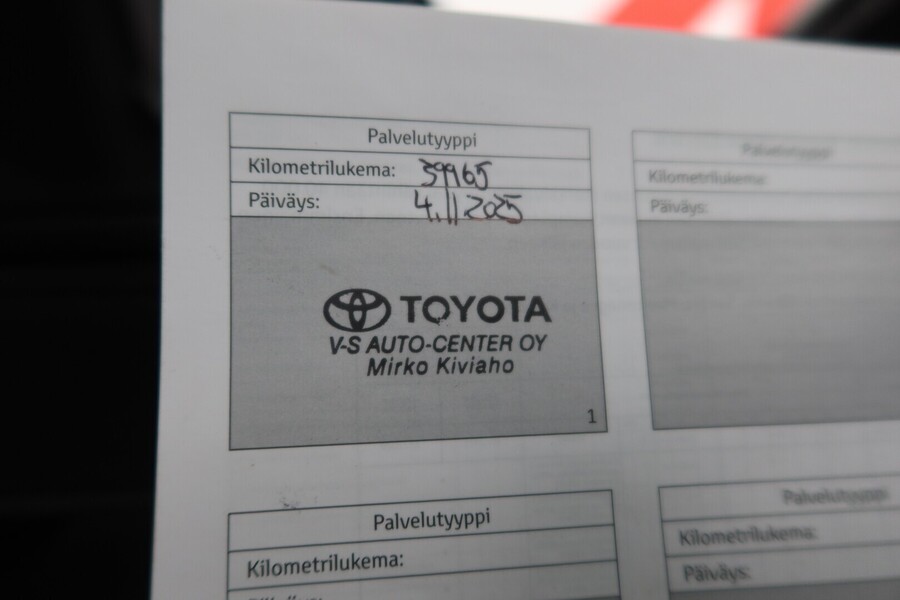 Palvelutyyppi
Kilometrilukema: 39965
Päiväys: 4.11.2025
TOYOTA
V-S AUTO-CENTER OY
Mirko Kiviaho
1
Palvelutyyppi
Kilometrilukema:
Päiväys:
Palvelutyyppi
Kilometrilukema:
Palvelutyyppi
Kilometrilukema:
Päiväys: